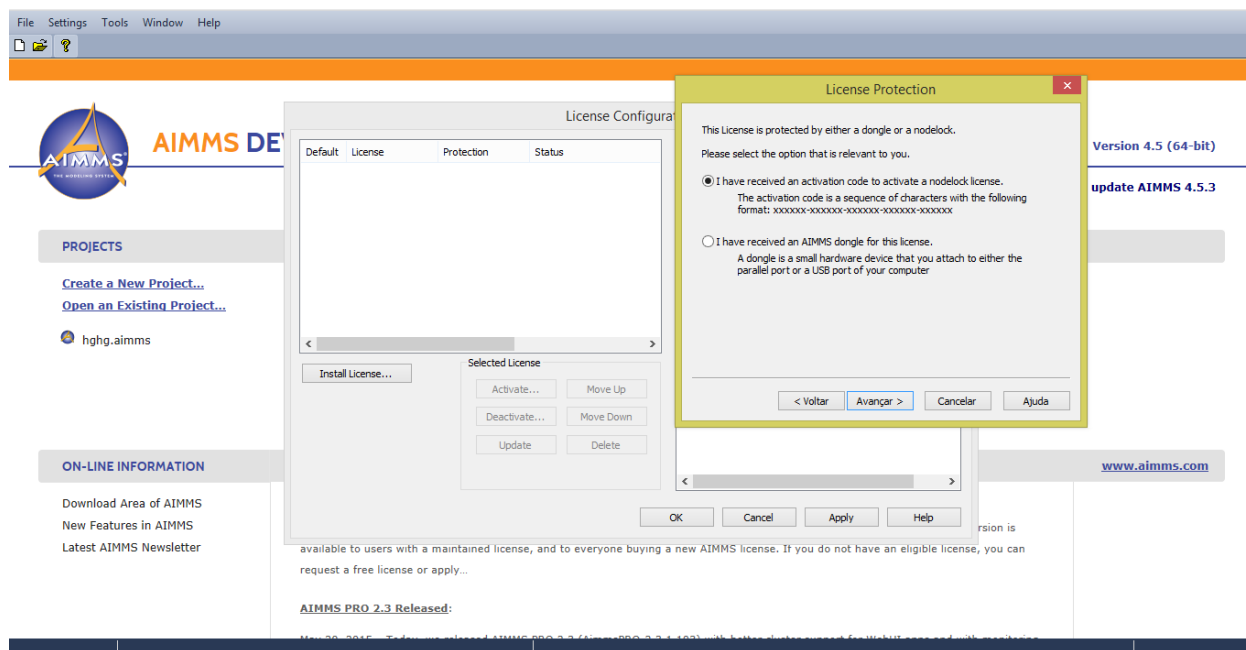 File Settings Tools Window Help
AIMMS
THE MODELING SYSTEM
AIMMS DE
Version 4.5 (64-bit)
update AIMMS 4.5.3
PROJECTS
Create a New Project...
Open an Existing Project...
hghg.aimms
ON-LINE INFORMATION
www.aimms.com
Download Area of AIMMS
New Features in AIMMS
Latest AIMMS Newsletter
License Configurat
Default License Protection Status
Install License...
Selected License
Activate... Move Up
Deactivate... Move Down
Update Delete
OK Cancel Apply Help
License Protection
This License is protected by either a dongle or a nodelock.
Please select the option that is relevant to you.
I have received an activation code to activate a nodelock license.
The activation code is a sequence of characters with the following
format: xxxxxx-xxxxxx-xxxxxx-xxxxxx-xxxxxx
I have received an AIMMS dongle for this license.
A dongle is a small hardware device that you attach to either the
parallel port or a USB port of your computer
< Voltar Avançar > Cancelar Ajuda
rsion is
available to users with a maintained license, and to everyone buying a new AIMMS license. If you do not have an eligible license, you can
request a free license or apply...
AIMMS PRO 2.3 Released: